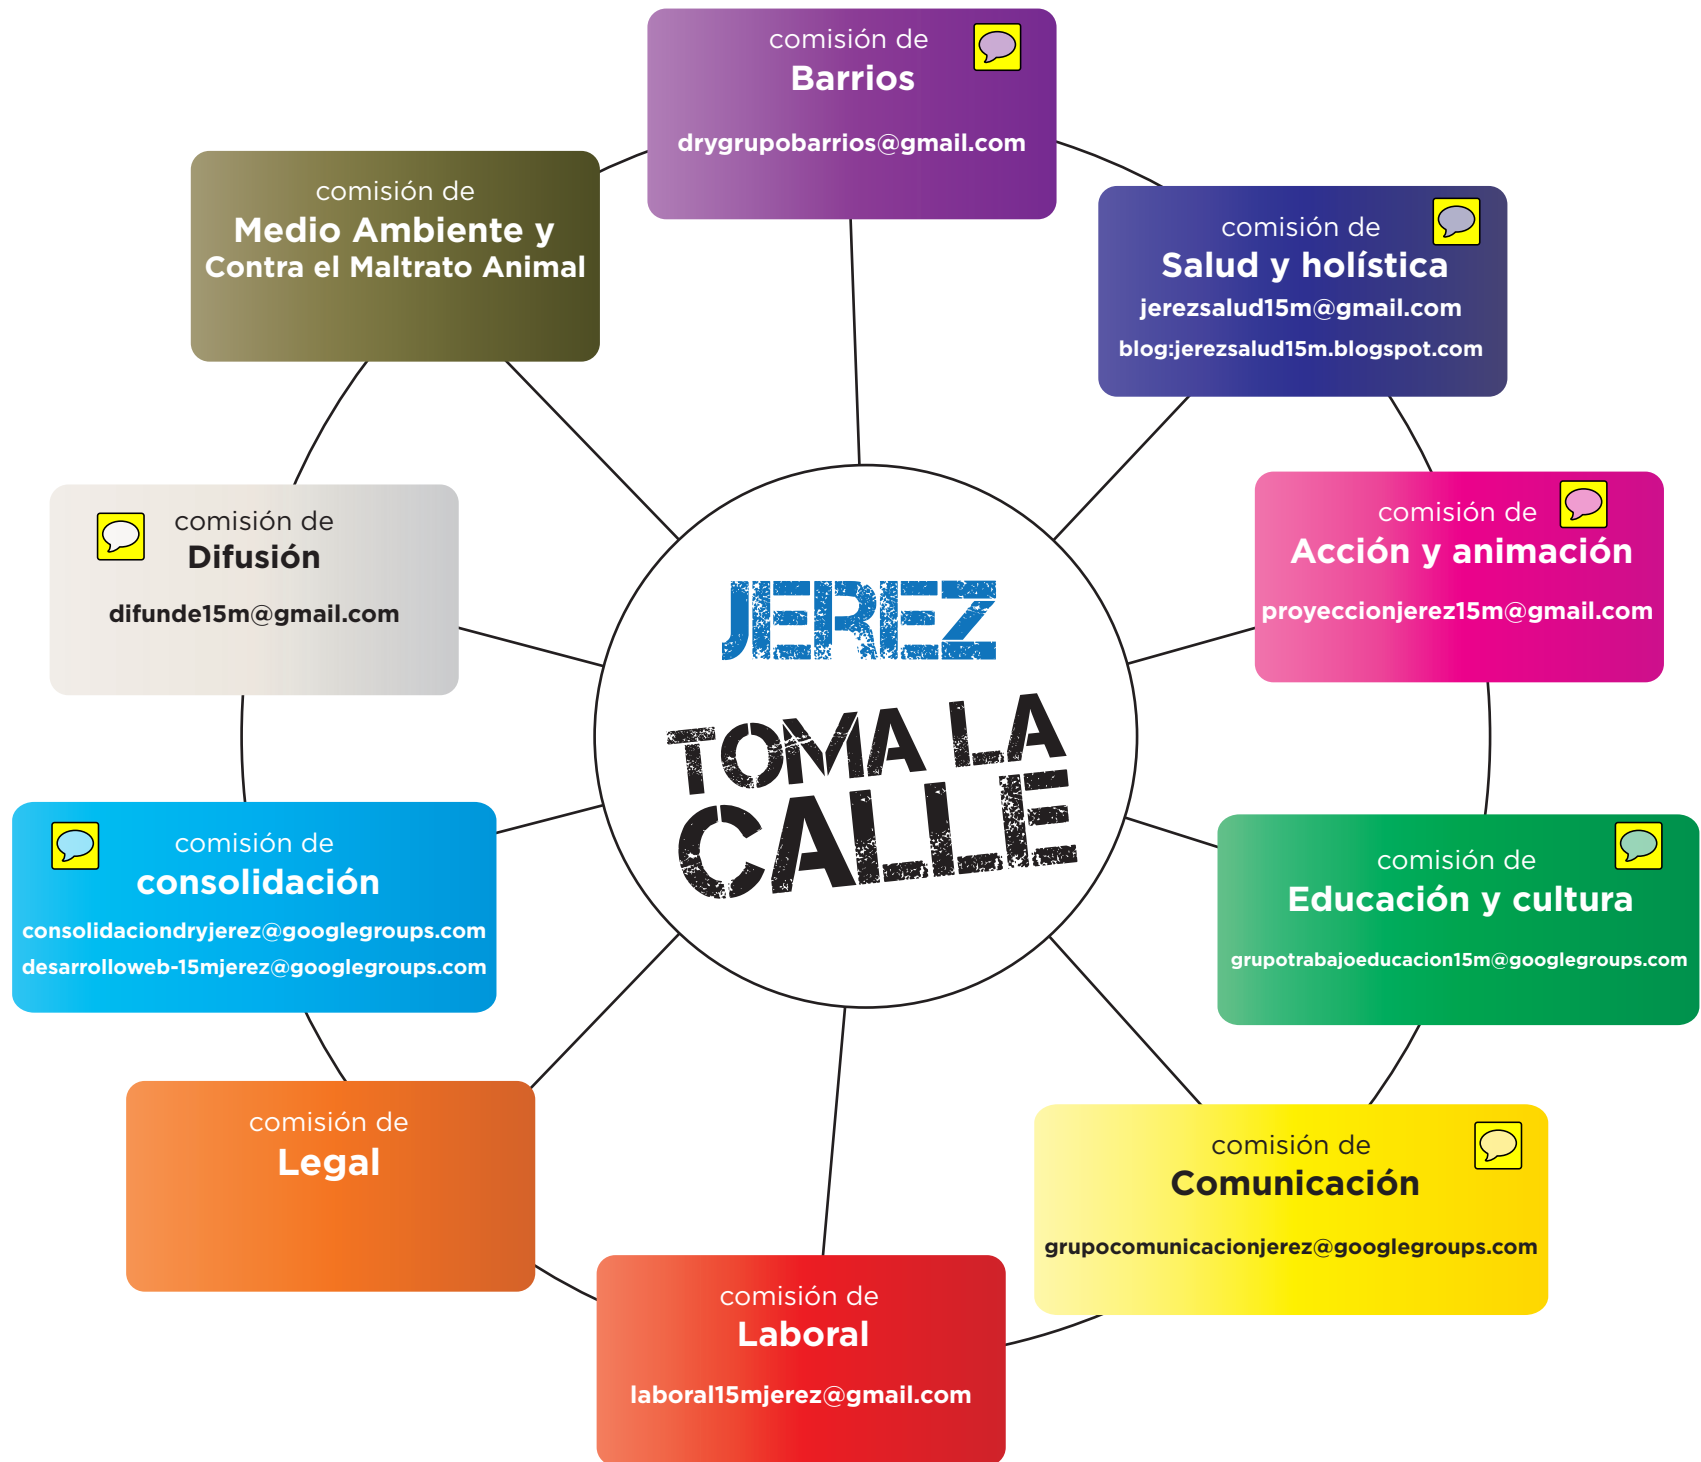 comisión de
Barrios
drygrupobarrios@gmail.com
comisión de
Medio Ambiente y
Contra el Maltrato Animal
comisión de
Salud y holística
jerezsalud15m@gmail.com
blog:jerezsalud15m.blogspot.com
comisión de
Difusión
difunde15m@gmail.com
comisión de
Acción y animación
proyeccionjerez15m@gmail.com
JEREZ
TOMA LA
CALLE
comisión de
consolidación
consolidaciondryjerez@googlegroups.com
desarrolloweb-15mjerez@googlegroups.com
comisión de
Educación y cultura
grupotrabajoeducacion15m@googlegroups.com
comisión de
Legal
comisión de
Comunicación
grupocomunicacionjerez@googlegroups.com
comisión de
Laboral
laboral15mjerez@gmail.com